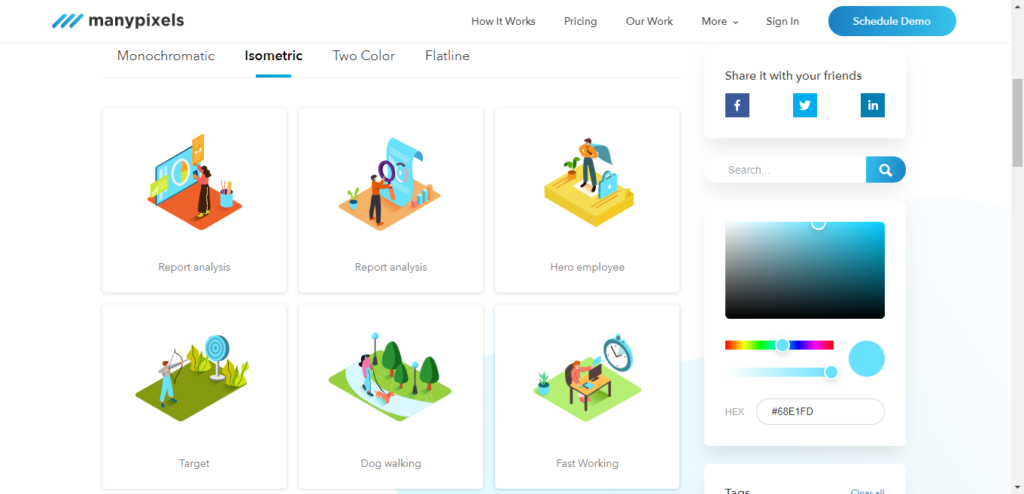 manypixels
How It Works Pricing Our Work More Sign In Schedule Demo
Monochromatic Isometric Two Color Flatline
Share it with your friends
Search...
Report analysis Report analysis Hero employee
Target Dog walking Fast Working
HEX #68E1FD
Tags Clear all